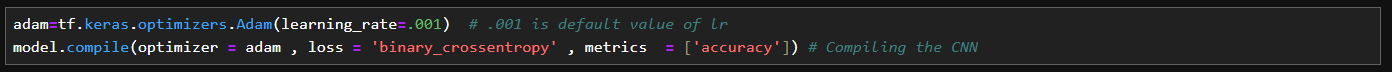 adam=tf.keras.optimizers.Adam(learning_rate=.001)  # .001 is default value of lr
model.compile(optimizer = adam , loss = 'binary_crossentropy' , metrics  = ['accuracy']) # Compiling the CNN